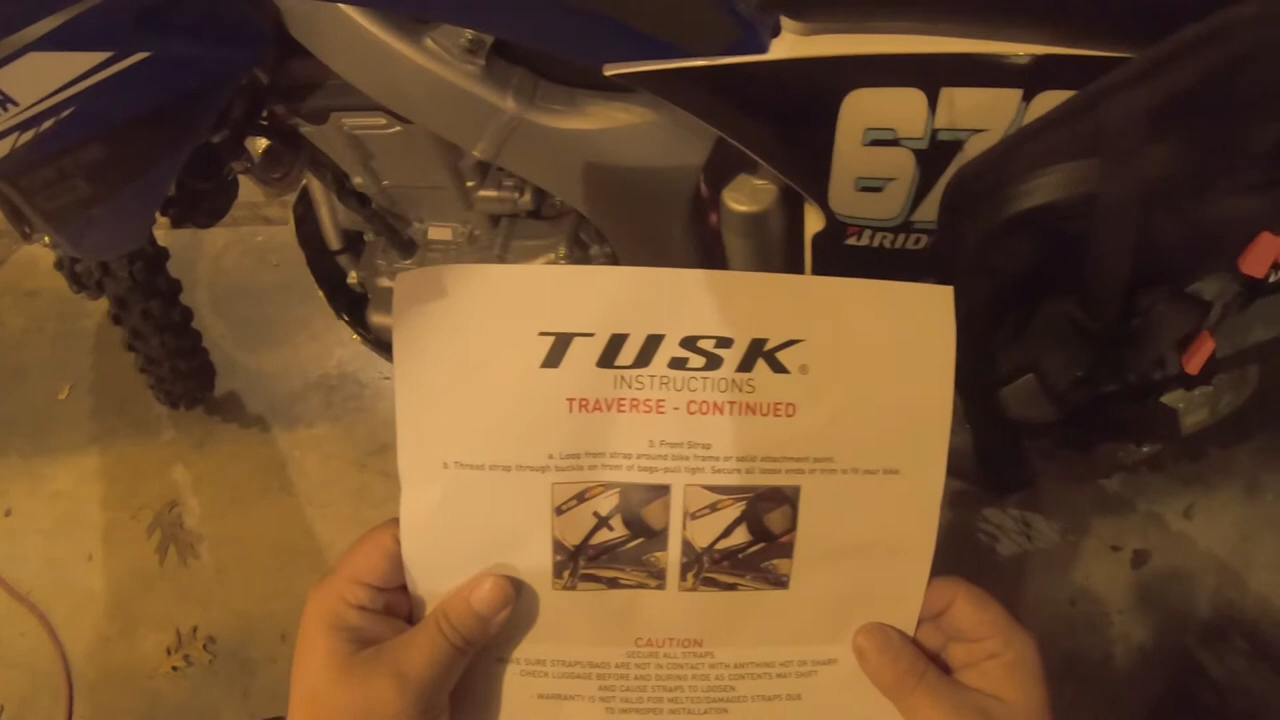 67
BRID
TUSK®
INSTRUCTIONS
TRAVERSE - CONTINUED
3. Front Strap
a. Loop front strap around bike frame or solid attachment point.
b. Thread strap through buckle on front of bags-pull tight. Secure all loose ends or trim to fit your bike.
CAUTION
- SECURE ALL STRAPS
SURE STRAPS/BAGS ARE NOT IN CONTACT WITH ANYTHING HOT OR SHARP
- CHECK LUGGAGE BEFORE AND DURING RIDE AS CONTENTS MAY SHIFT
AND CAUSE STRAPS TO LOOSEN.
- WARRANTY IS NOT VALID FOR MELTED/DAMAGED STRAPS DUE
TO IMPROPER INSTALLATION.